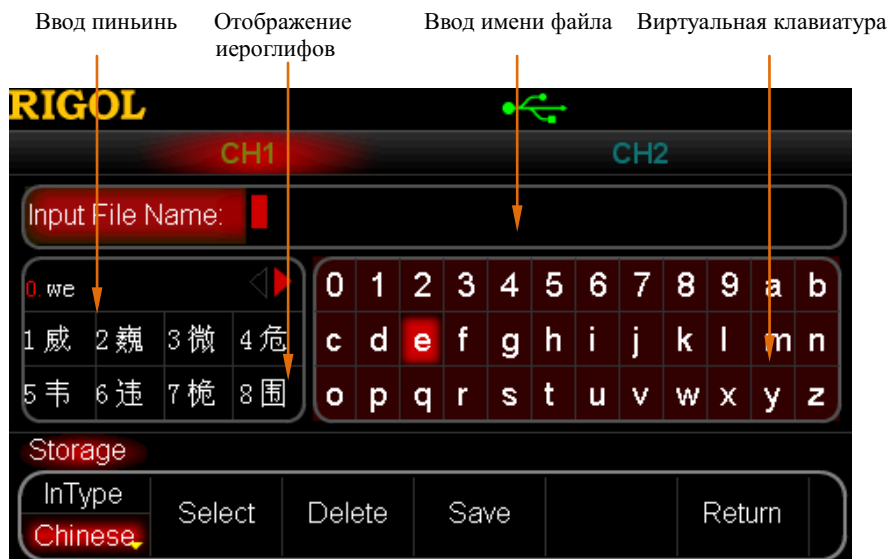 Ввод пиньинь
Отображение
иероглифов
Ввод имени файла
Виртуальная клавиатура
RIGOL
CH1 CH2
Input File Name:
0. we
1 威 2 巍 3 微 4 危
5 韦 6 违 7 桅 8 围
0 1 2 3 4 5 6 7 8 9 a b
c d e f g h i j k l m n
o p q r s t u v w x y z
Storage
InType
Chinese
Select Delete Save Return